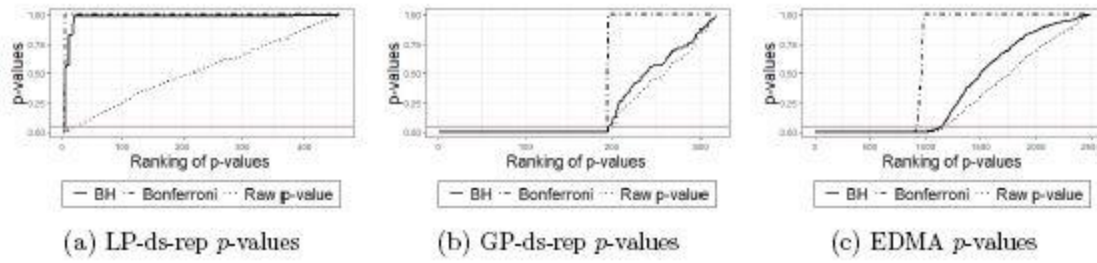 1.00
0.75
0.50
0.25
0.00
p-values
0 100 200 300 400
Ranking of p-values
BH Bonferroni Raw p-value
(a) LP-ds-rep p-values
1.00
0.75
0.50
0.25
0.00
p-values
0 100 200 300
Ranking of p-values
BH Bonferroni Raw p-value
(b) GP-ds-rep p-values
1.00
0.75
0.50
0.25
0.00
p-values
0 500 1000 1500 2000 2500
Ranking of p-values
BH Bonferroni Raw p-value
(c) EDMA p-values